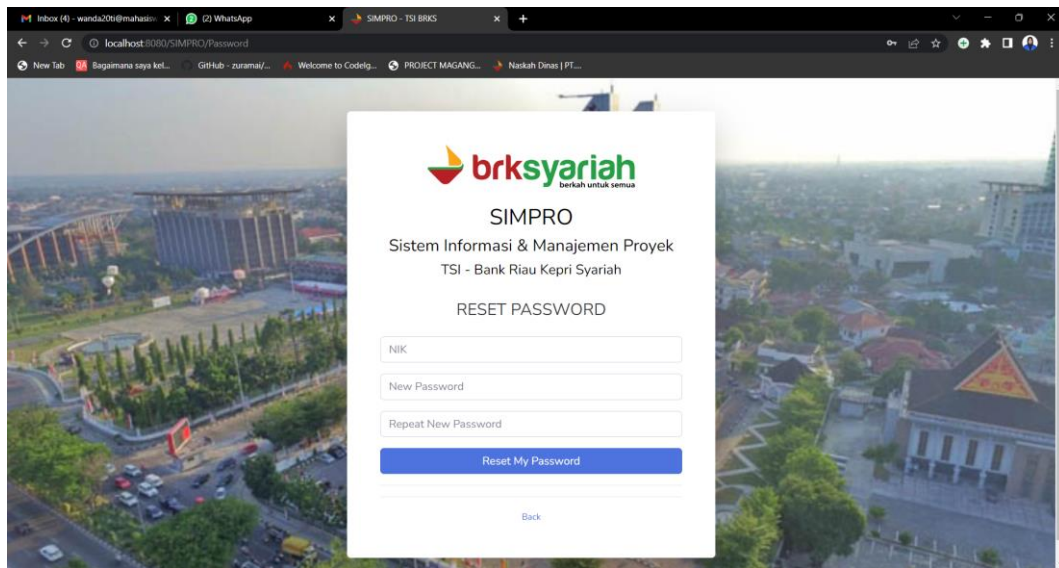 Inbox (4) - wanda20ti@mahasisw
(2) WhatsApp
SIMPRO - TSI BRKS
localhost:8080/SIMPRO/Password
New Tab
Bagaimana saya kel...
GitHub - zuramai/...
Welcome to CodeIg...
PROJECT MAGANG...
Naskah Dinas | PT....
brksyariah
berkah untuk semua
SIMPRO
Sistem Informasi & Manajemen Proyek
TSI - Bank Riau Kepri Syariah
RESET PASSWORD
NIK
New Password
Repeat New Password
Reset My Password
Back